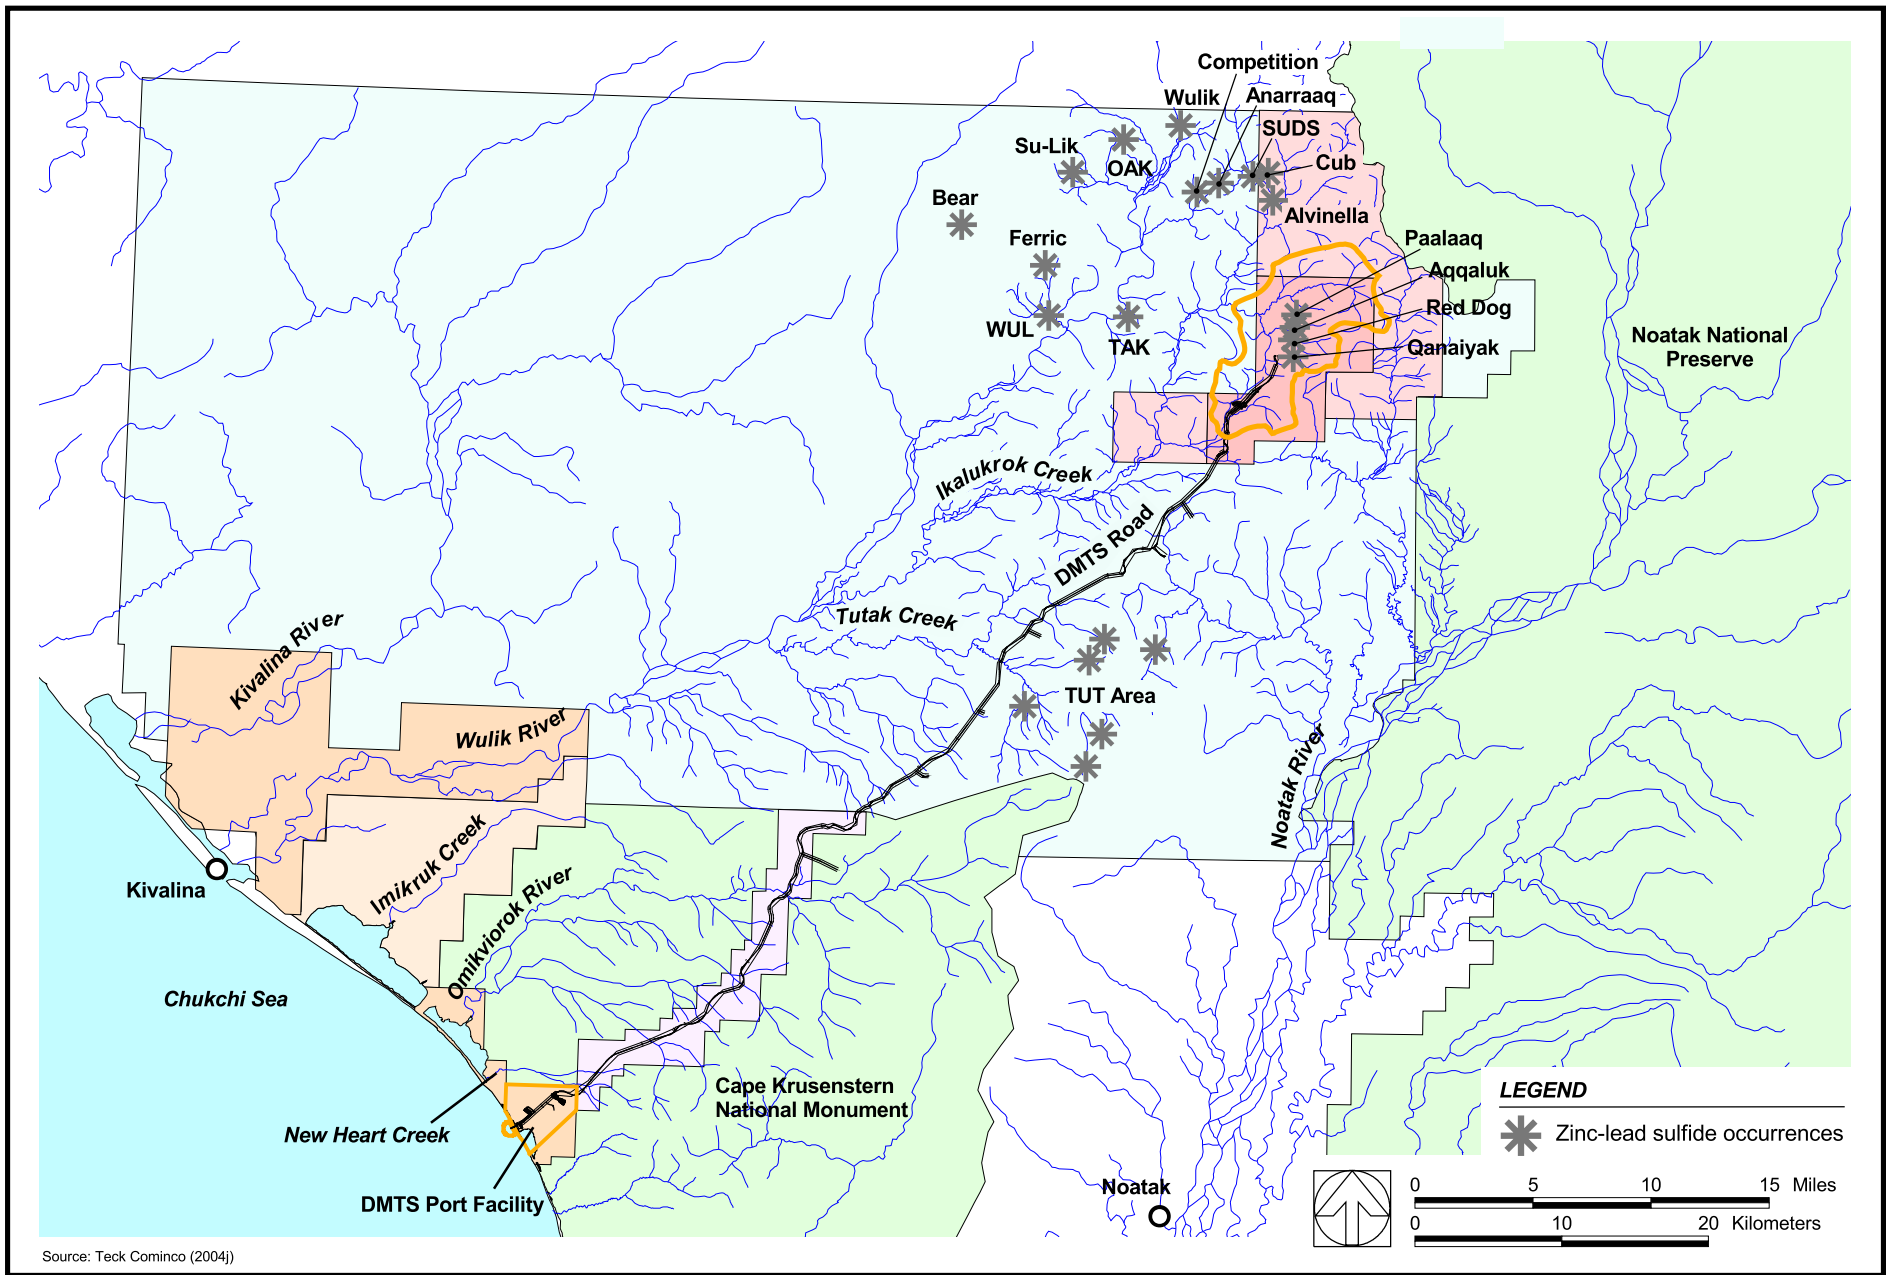 Competition
Wulik
Anarraaq
SUDS
Su-Lik
OAK
Cub
Bear
Alvinella
Ferric
Paalaaq
Aqqaluk
Red Dog
WUL
TAK
Qanaiyak
Noatak National
Preserve
Ikalukrok Creek
DMTS Road
Tutak Creek
Kivalina River
TUT Area
Wulik River
Noatak River
Imikruk Creek
Kivalina
Omikviorok River
Chukchi Sea
Cape Krusenstern
National Monument
New Heart Creek
DMTS Port Facility
Noatak
LEGEND
Zinc-lead sulfide occurrences
0 5 10 15 Miles
0 10 20 Kilometers
Source: Teck Cominco (2004j)